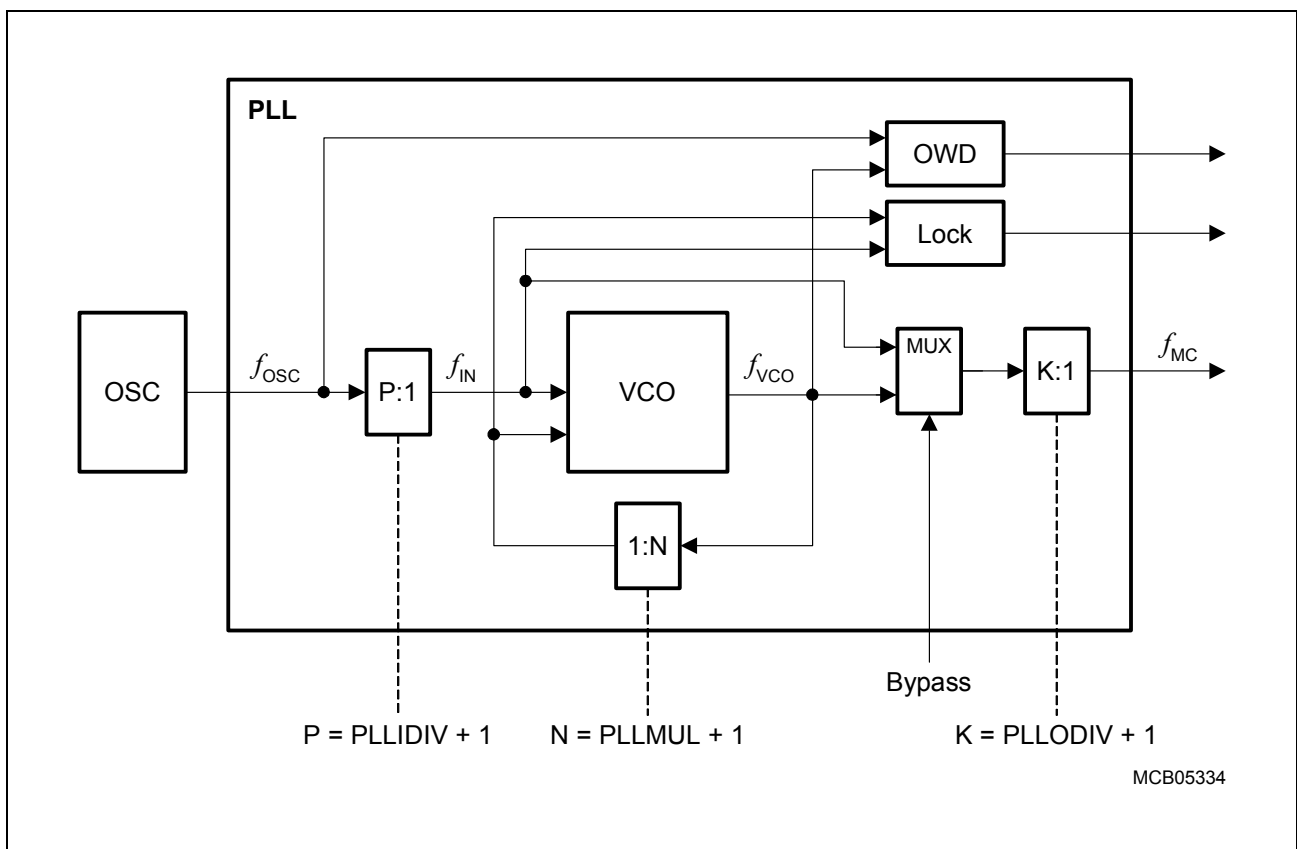 PLL
OWD
Lock
OSC
fOSC
P:1
fIN
VCO
fVCO
MUX
K:1
fMC
1:N
Bypass
P = PLLIDIV + 1
N = PLLMUL + 1
K = PLLODIV + 1
MCB05334